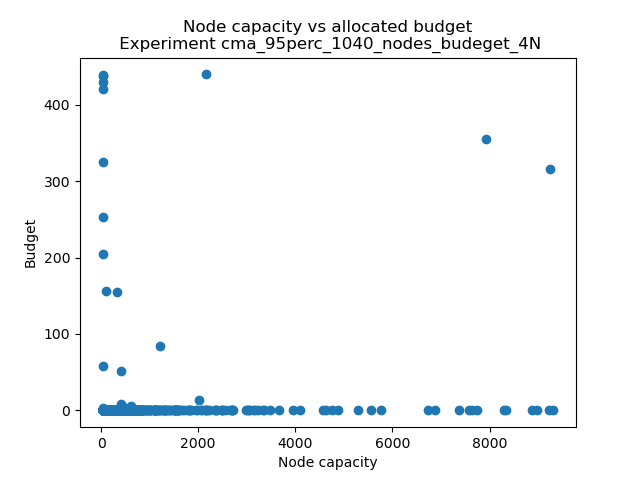 Node capacity vs allocated budget
Experiment cma_95perc_1040_nodes_budeget_4N
400
300
200
100
0
Budget
0 2000 4000 6000 8000
Node capacity